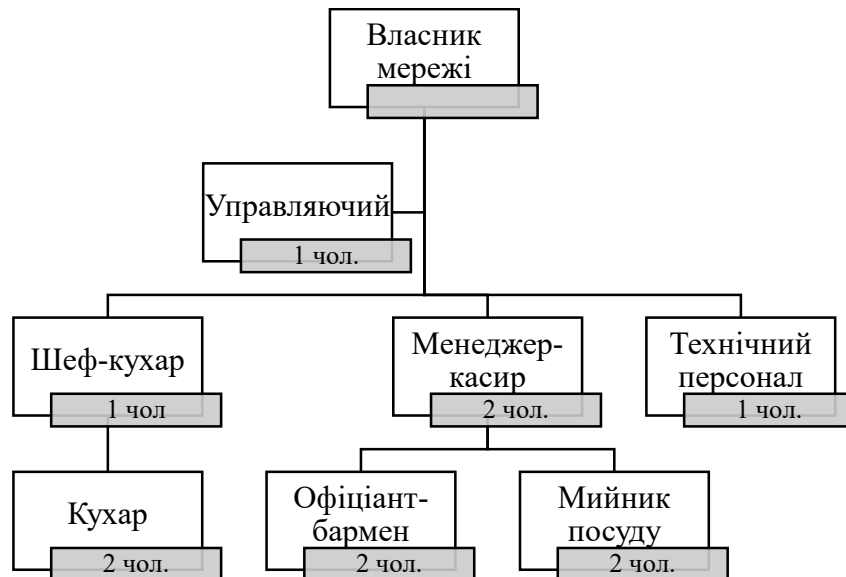 Власник
мережі
Управляючий
1 чол.
Шеф-кухар
1 чол
Менеджер-
касир
2 чол.
Технічний
персонал
1 чол.
Кухар
2 чол.
Офіціант-
бармен
2 чол.
Мийник
посуду
2 чол.